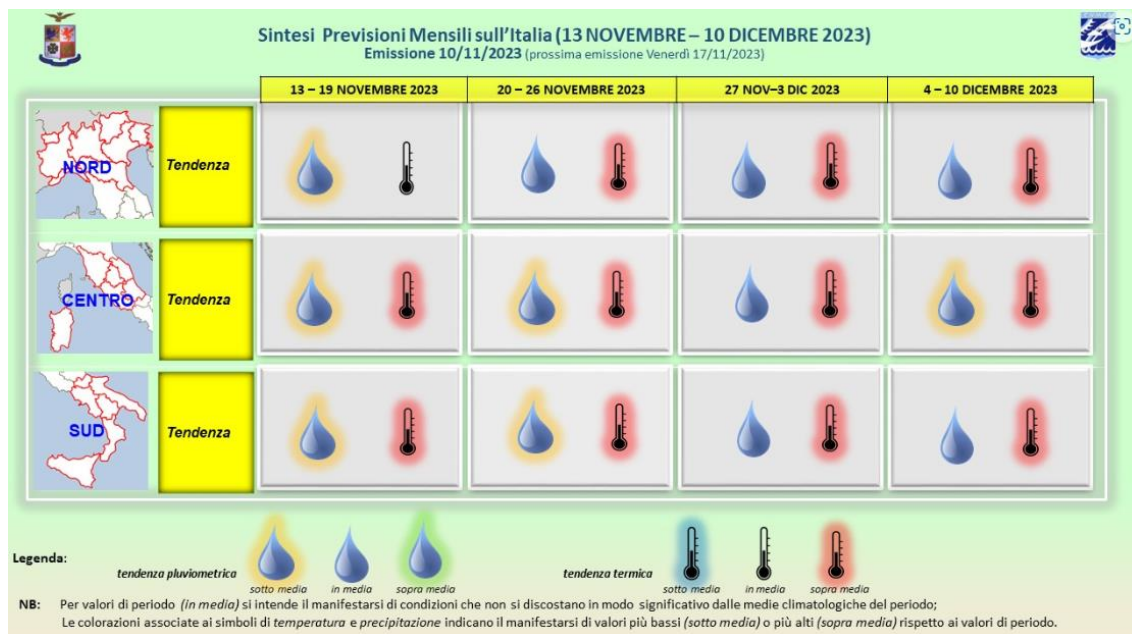 Sintesi Previsioni Mensili sull'Italia (13 NOVEMBRE – 10 DICEMBRE 2023)
Emissione 10/11/2023 (prossima emissione Venerdì 17/11/2023)
13 – 19 NOVEMBRE 2023
20 – 26 NOVEMBRE 2023
27 NOV–3 DIC 2023
4 – 10 DICEMBRE 2023
NORD
Tendenza
CENTRO
Tendenza
SUD
Tendenza
Legenda:
tendenza pluviometrica
sotto media
in media
sopra media
tendenza termica
sotto media
in media
sopra media
NB: Per valori di periodo (in media) si intende il manifestarsi di condizioni che non si discostano in modo significativo dalle medie climatologiche del periodo;
Le colorazioni associate ai simboli di temperatura e precipitazione indicano il manifestarsi di valori più bassi (sotto media) o più alti (sopra media) rispetto ai valori di periodo.